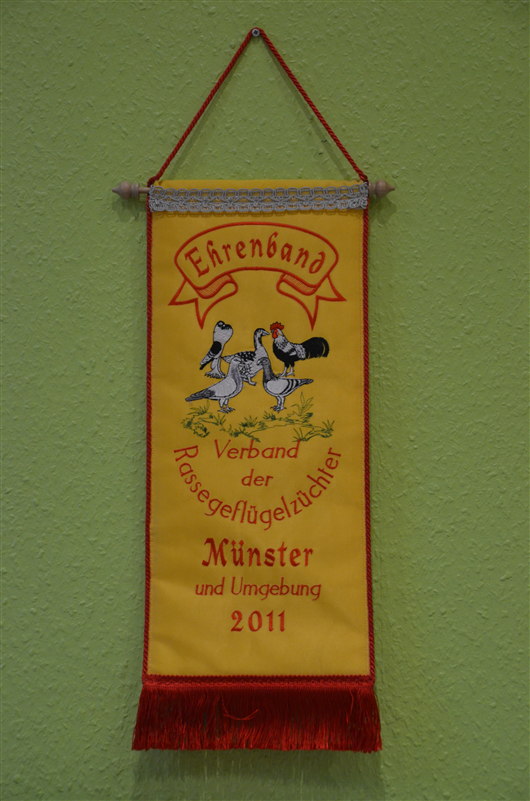 Ehrenband
Verband
der
Rassegeflügelzüchter
Münster
und Umgebung
2011